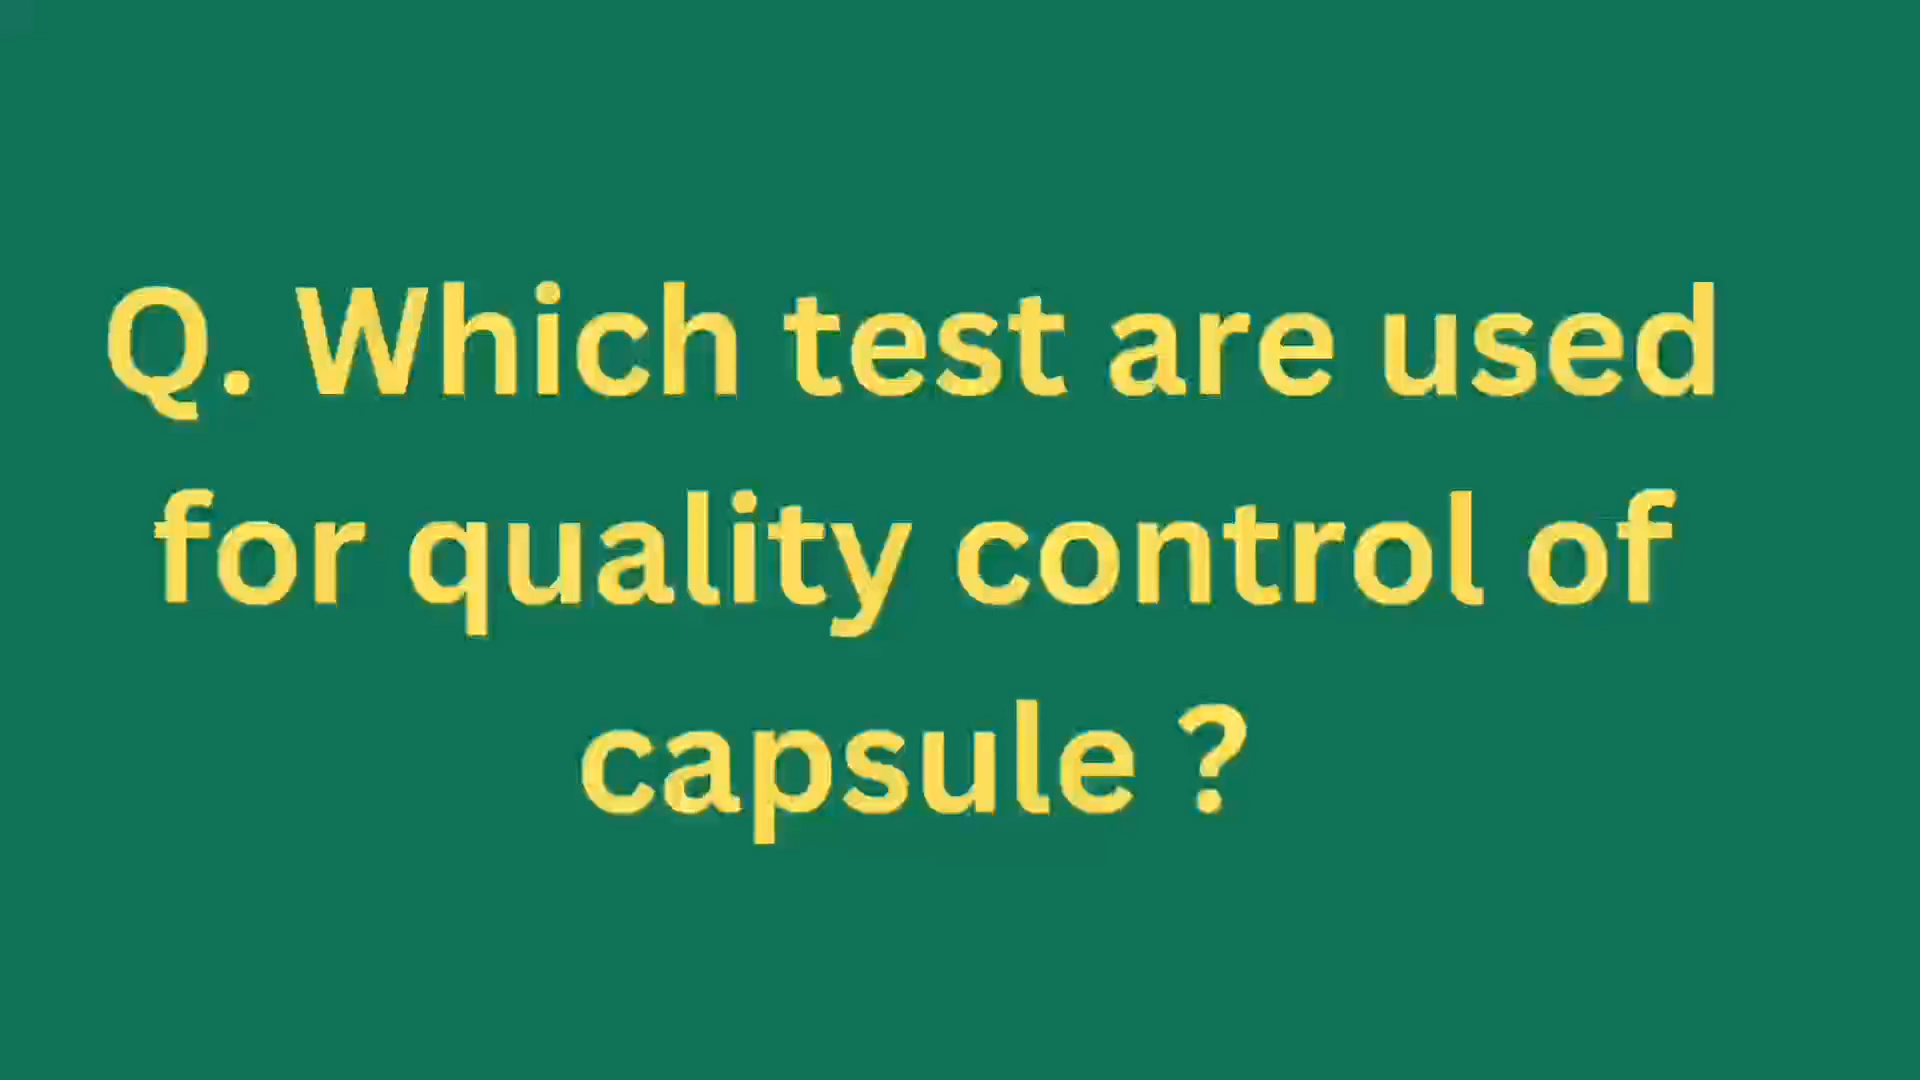 Q. Which test are used
for quality control of
capsule ?